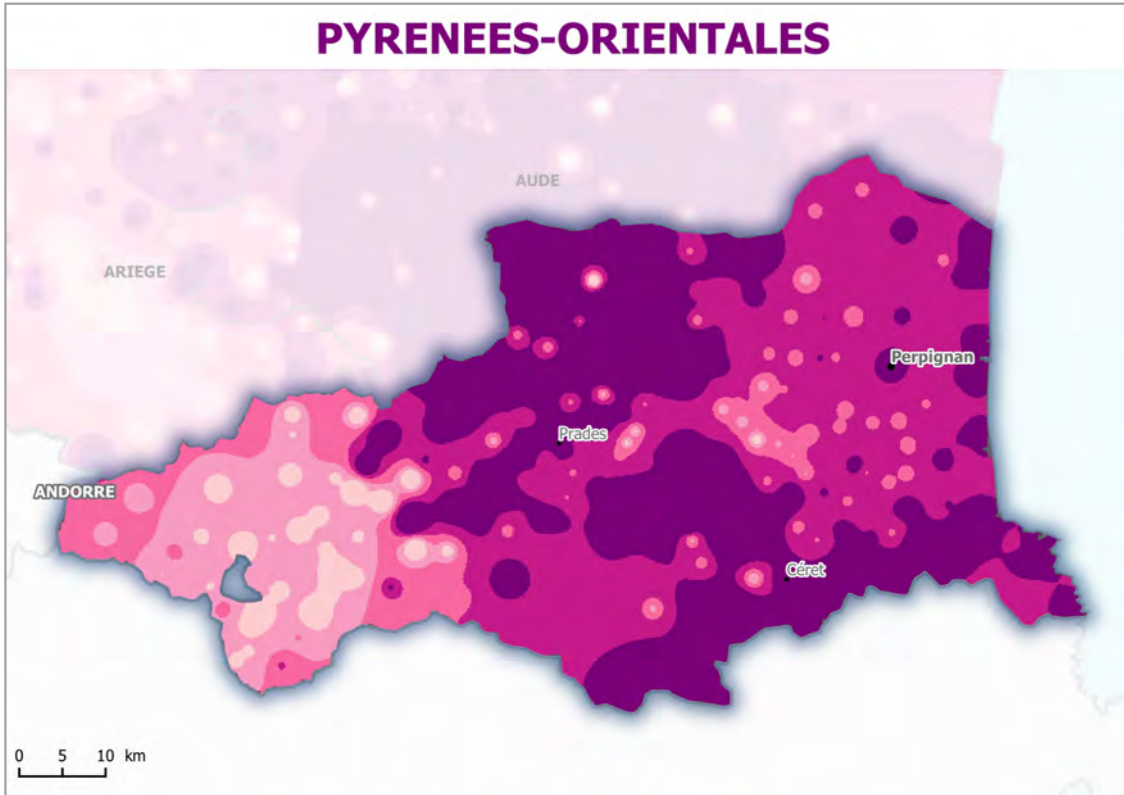 PYRENEES-ORIENTALES
AUDE
ARIEGE
Perpignan
Prades
ANDORRE
Céret
0 5 10 km